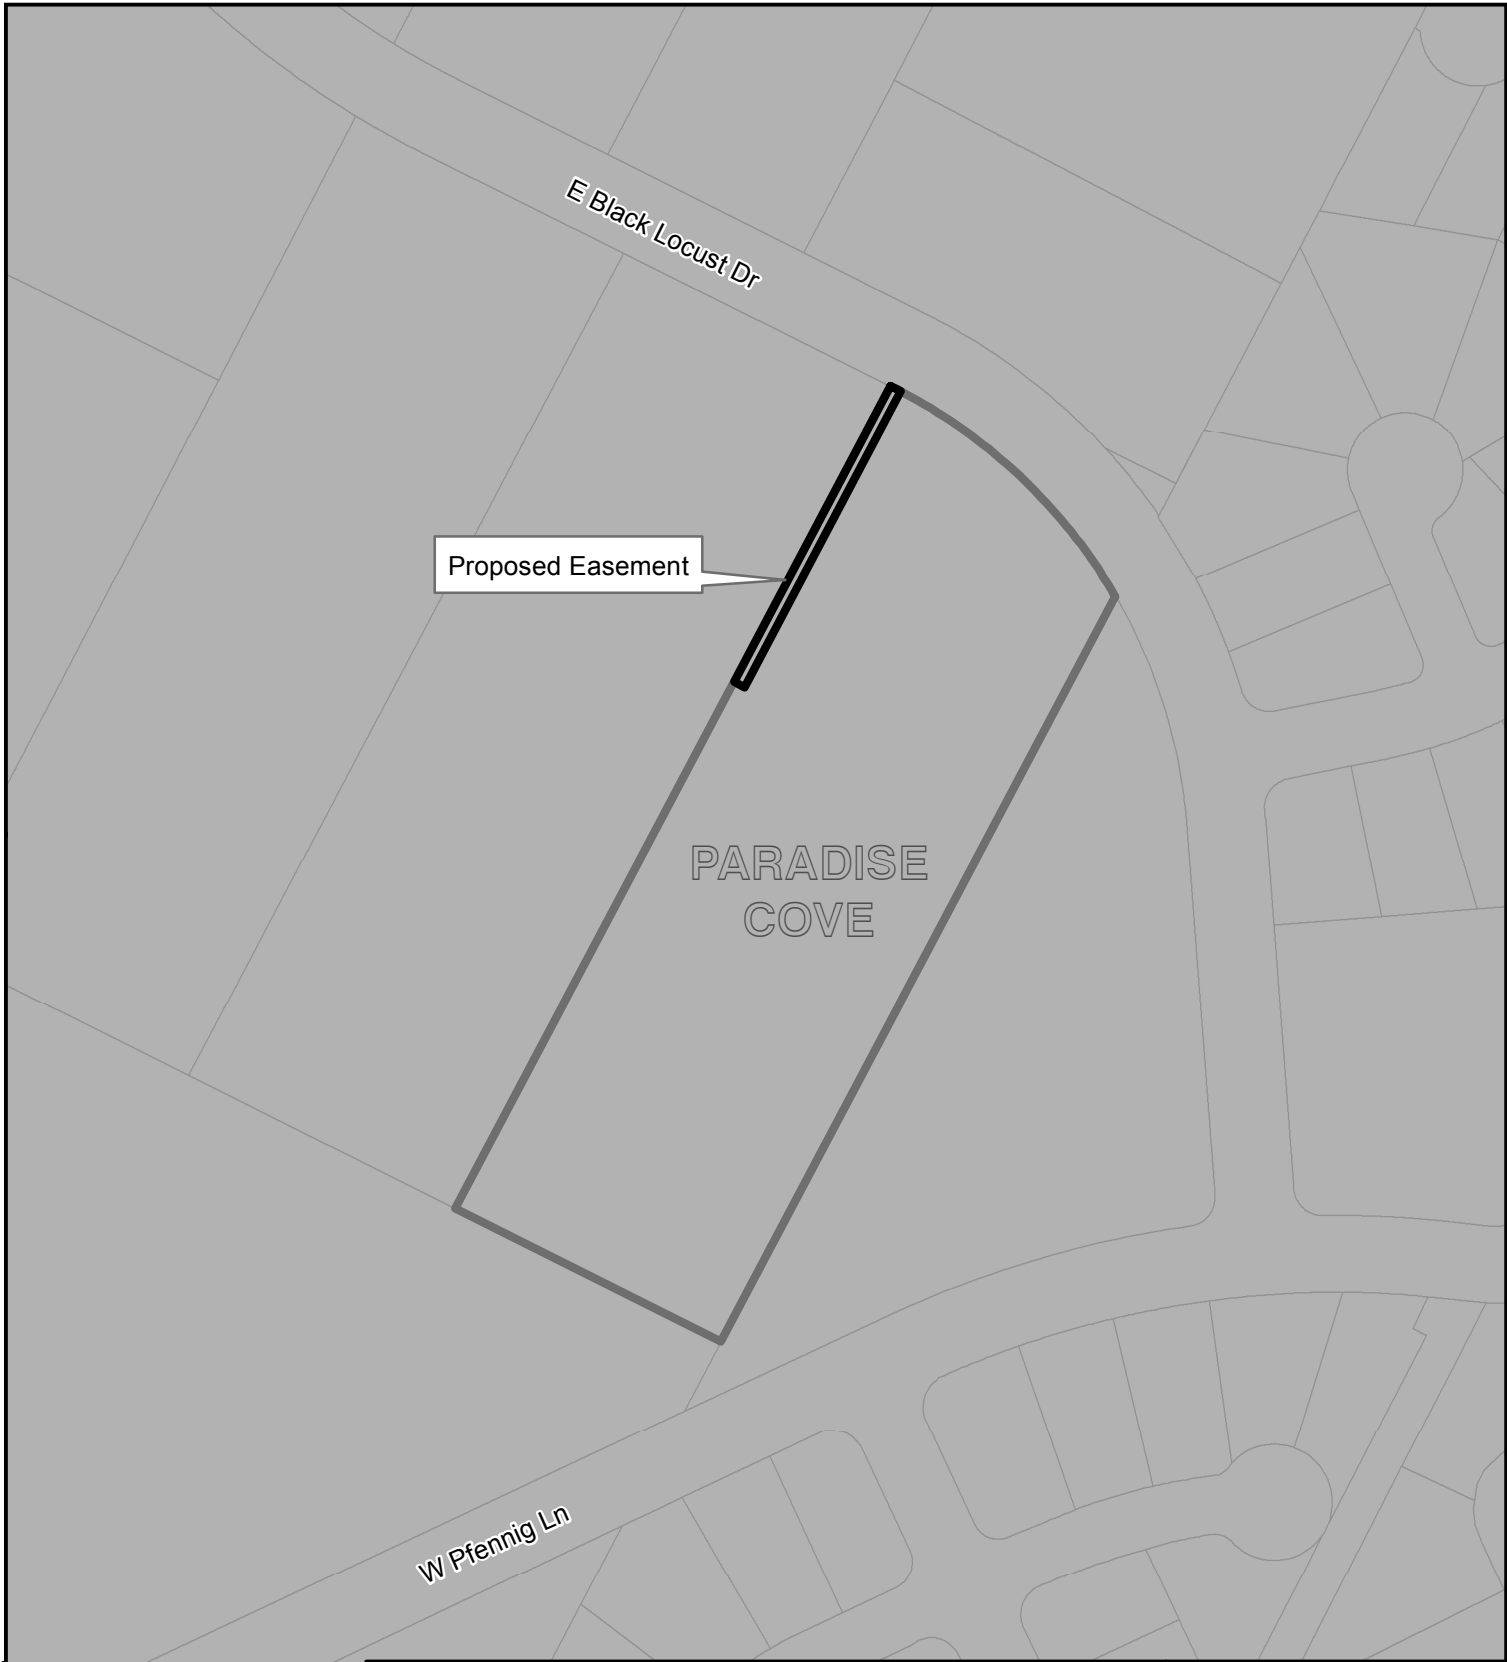 E Black Locust Dr
Proposed Easement
PARADISE
COVE
W Pfennig Ln